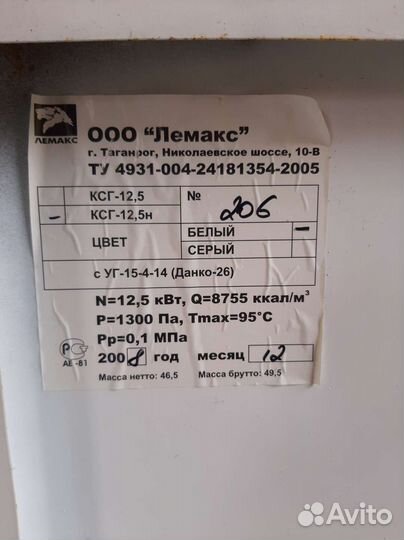 ЛЕМАКС
ООО “Лемакс”
г. Таганрог, Николаевское шоссе, 10-В
ТУ 4931-004-24181354-2005
КСГ-12,5
№
– КСГ-12,5н
206
ЦВЕТ
БЕЛЫЙ –
СЕРЫЙ
с УГ-15-4-14 (Данко-26)
N=12,5 кВт, Q=8755 ккал/м³
P=1300 Па, Tmax=95°С
Pp=0,1 МПа
2008 год месяц 12
АЕ-81
Масса нетто: 46,5 Масса брутто: 49,5
Avito